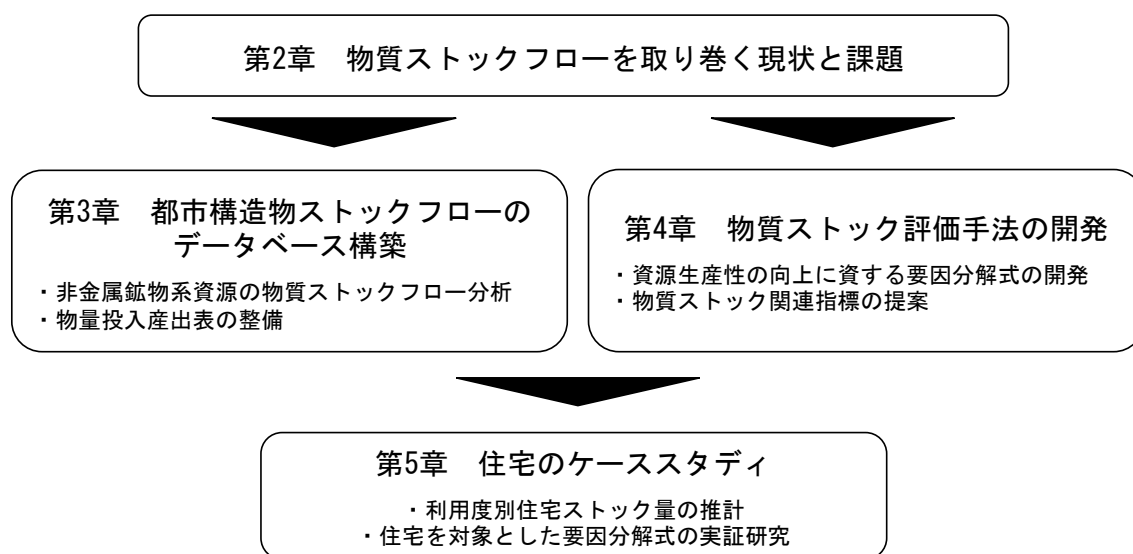 第2章　物質ストックフローを取り巻く現状と課題
第3章　都市構造物ストックフローの
データベース構築
・非金属鉱物系資源の物質ストックフロー分析
・物量投入産出表の整備
第4章　物質ストック評価手法の開発
・資源生産性の向上に資する要因分解式の開発
・物質ストック関連指標の提案
第5章　住宅のケーススタディ
・利用度別住宅ストック量の推計
・住宅を対象とした要因分解式の実証研究